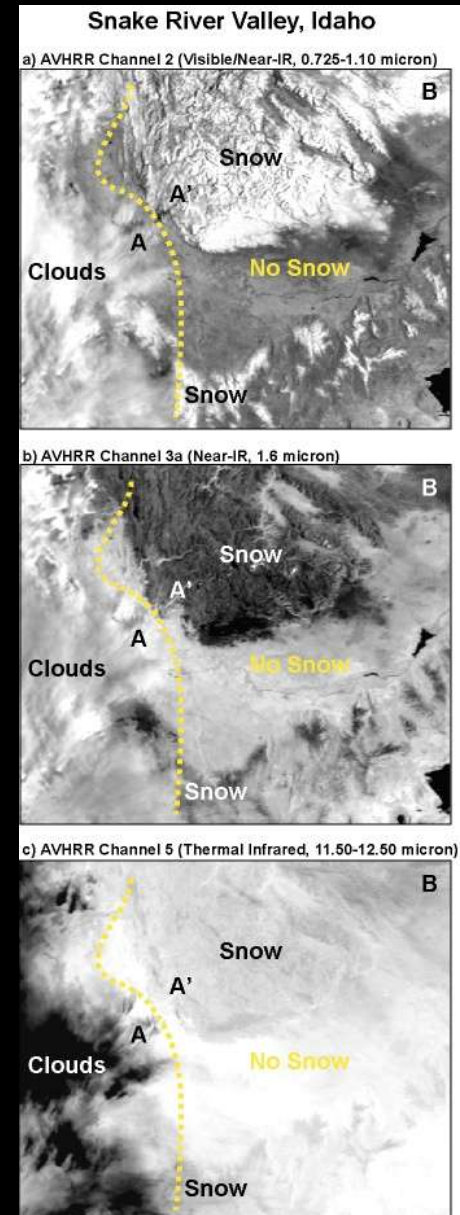 Snake River Valley, Idaho
a) AVHRR Channel 2 (Visible/Near-IR, 0.725-1.10 micron)
B
Snow
A'
A
Clouds
No Snow
Snow
b) AVHRR Channel 3a (Near-IR, 1.6 micron)
B
Snow
A'
A
Clouds
No Snow
Snow
c) AVHRR Channel 5 (Thermal Infrared, 11.50-12.50 micron)
B
Snow
A'
A
Clouds
No Snow
Snow